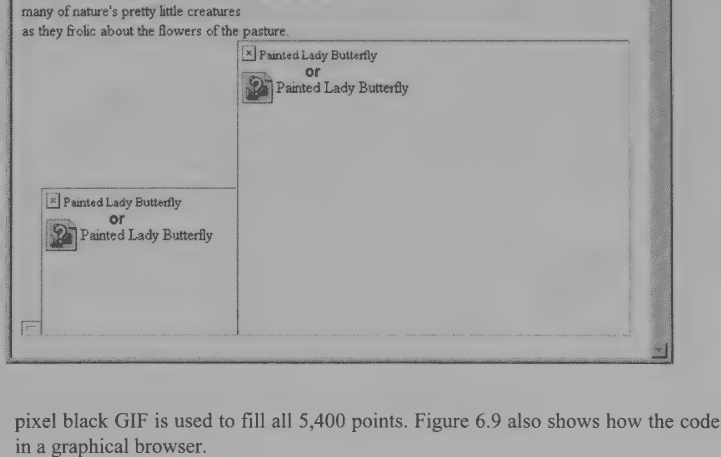 many of nature's pretty little creatures
as they frolic about the flowers of the pasture.
Painted Lady Butterfly
or
Painted Lady Butterfly
Painted Lady Butterfly
or
Painted Lady Butterfly
pixel black GIF is used to fill all 5,400 points. Figure 6.9 also shows how the code
in a graphical browser.